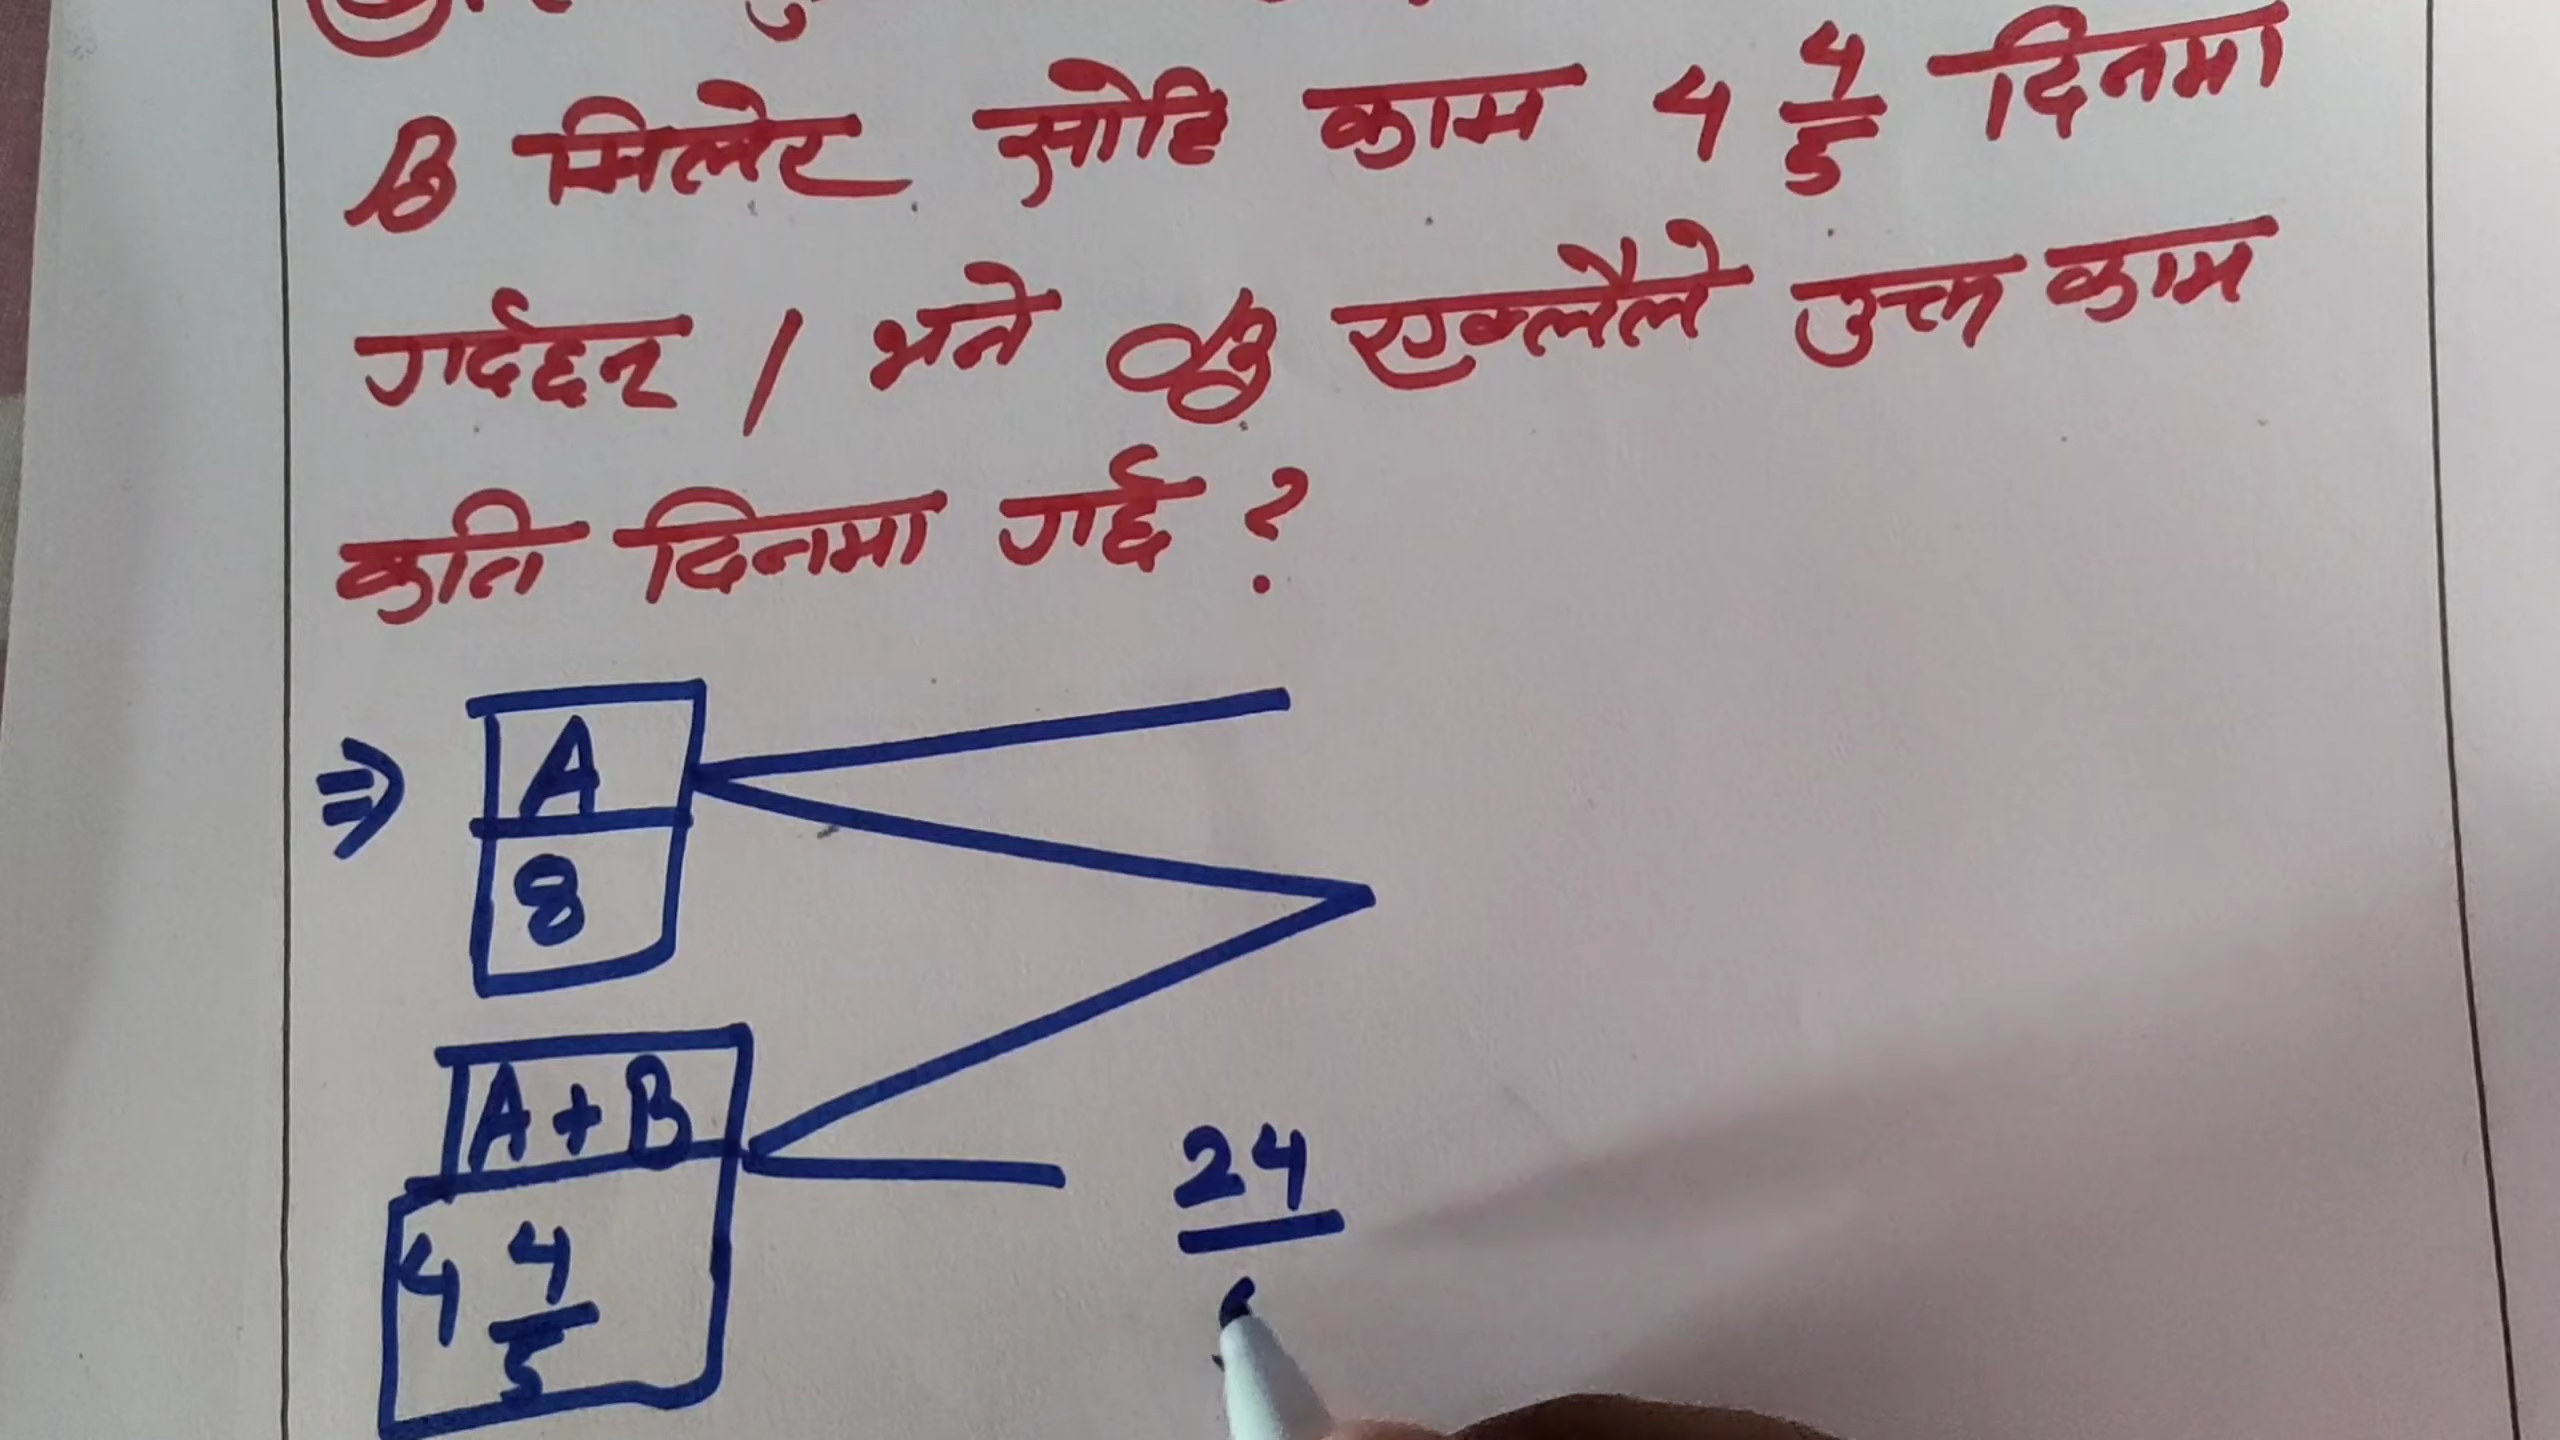 B मिलेर सोहि काम 4 4/5 दिनमा
गर्दछन् / भने B एक्लैले उक्त काम
कति दिनमा गर्छ ?
⇒ A
8
A + B
4 4/5
24